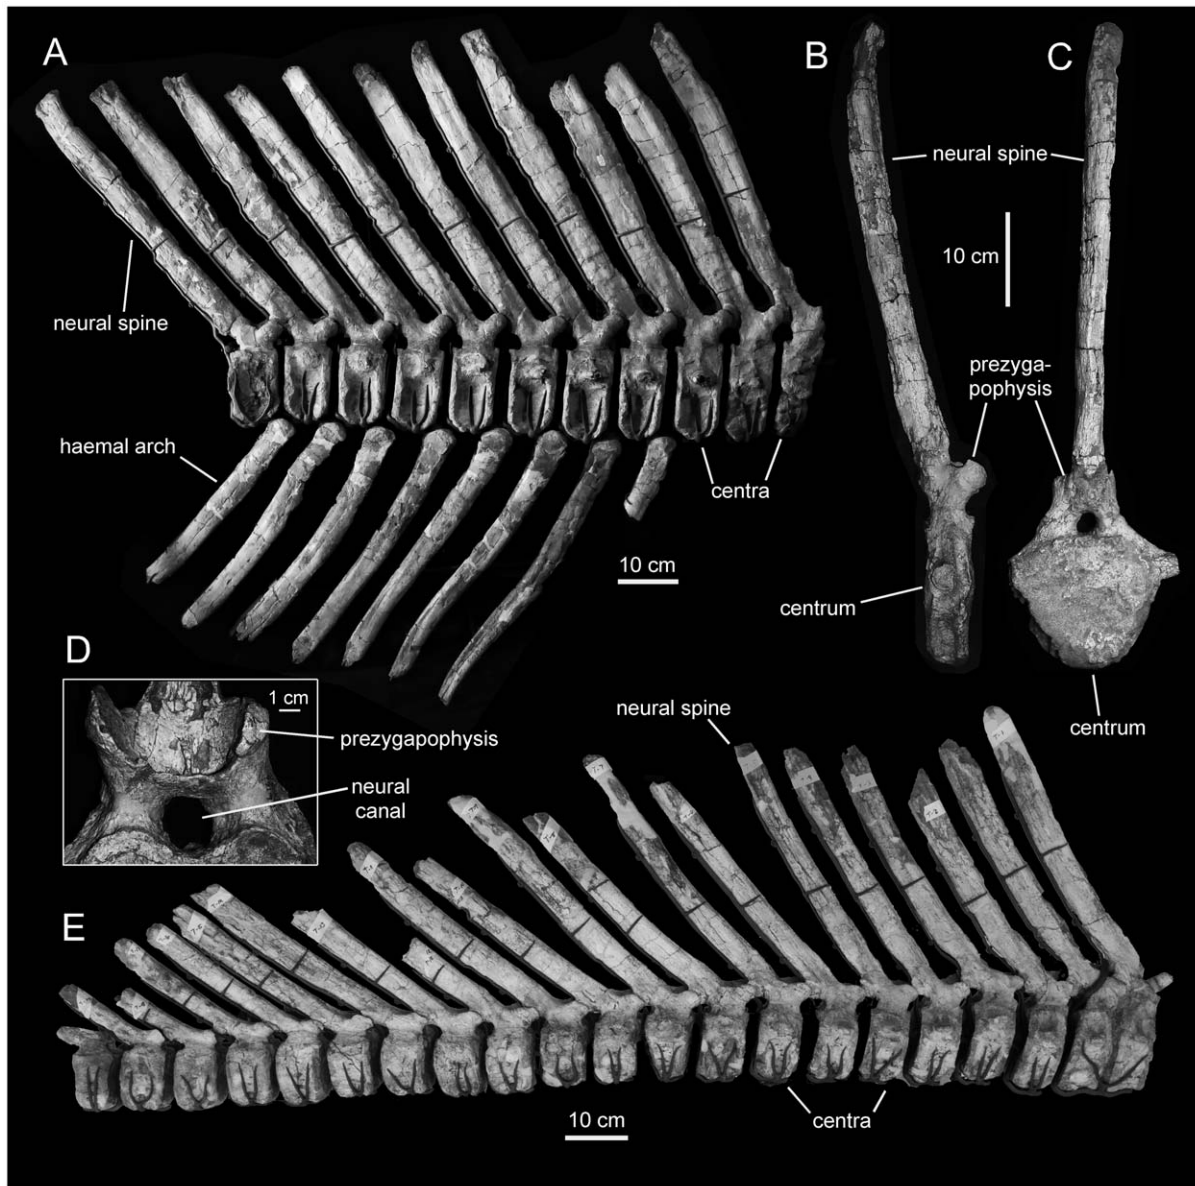 A
B
C
neural spine
10 cm
neural spine
prezyga-
pophysis
haemal arch
centra
10 cm
centrum
D
1 cm
prezygapophysis
neural
canal
neural spine
centrum
E
centra
10 cm